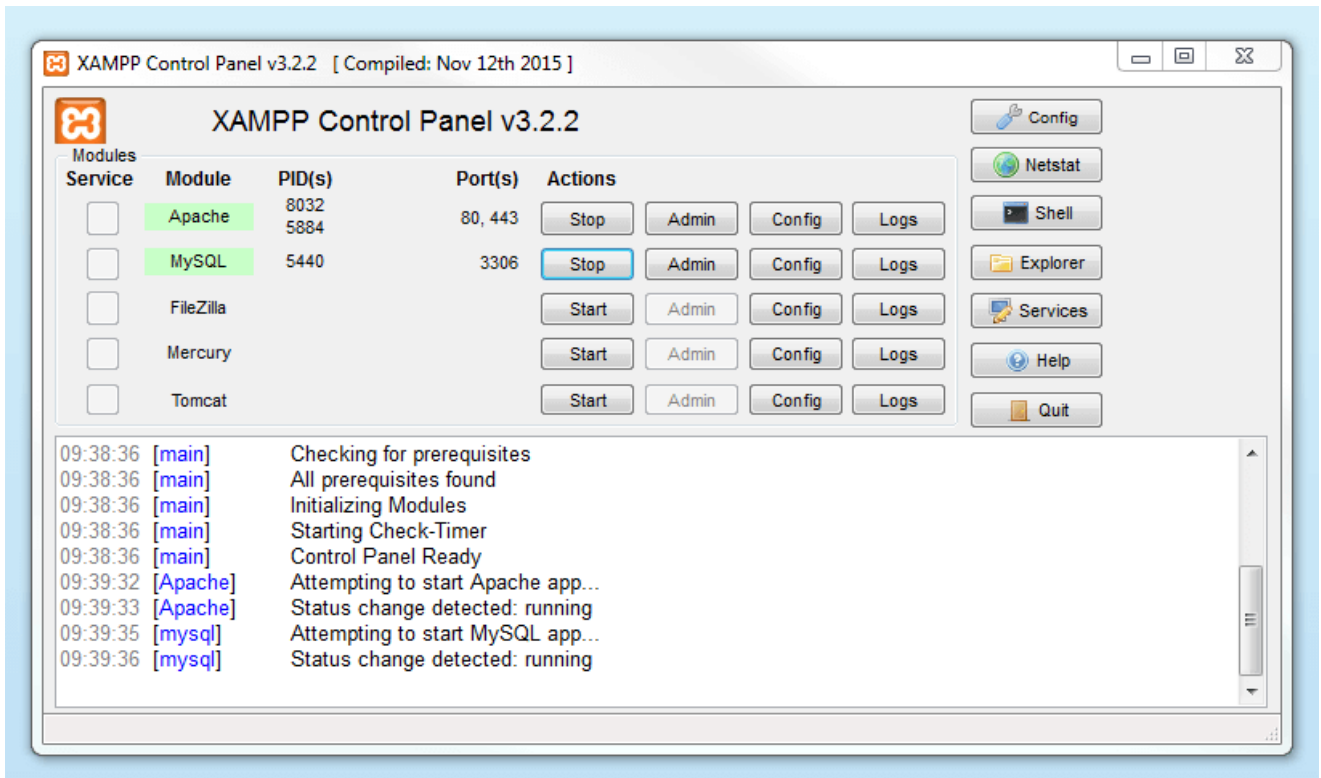 XAMPP Control Panel v3.2.2 [ Compiled: Nov 12th 2015 ]
XAMPP Control Panel v3.2.2
Config
Netstat
Shell
Explorer
Services
Help
Quit
Modules
Service Module PID(s) Port(s) Actions
Apache 8032 5884 80, 443 Stop Admin Config Logs
MySQL 5440 3306 Stop Admin Config Logs
FileZilla Start Admin Config Logs
Mercury Start Admin Config Logs
Tomcat Start Admin Config Logs
09:38:36 [main] Checking for prerequisites
09:38:36 [main] All prerequisites found
09:38:36 [main] Initializing Modules
09:38:36 [main] Starting Check-Timer
09:38:36 [main] Control Panel Ready
09:39:32 [Apache] Attempting to start Apache app...
09:39:33 [Apache] Status change detected: running
09:39:35 [mysql] Attempting to start MySQL app...
09:39:36 [mysql] Status change detected: running